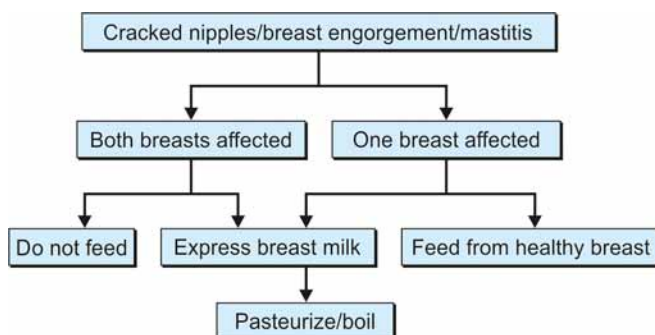 Cracked nipples/breast engorgement/mastitis
Both breasts affected
One breast affected
Do not feed
Express breast milk
Feed from healthy breast
Pasteurize/boil